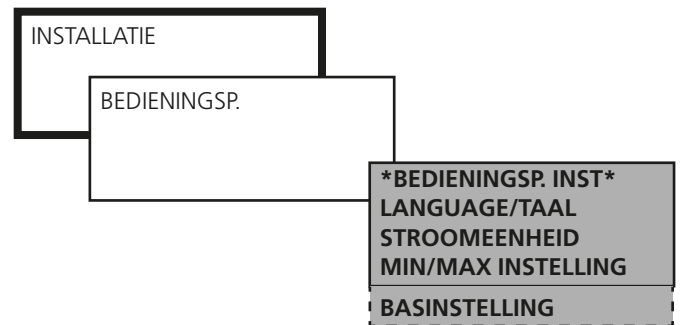 INSTALLATIE
BEDIENINGSP.
*BEDIENINGSP. INST*
LANGUAGE/TAAL
STROOMEENHEID
MIN/MAX INSTELLING
BASINSTELLING